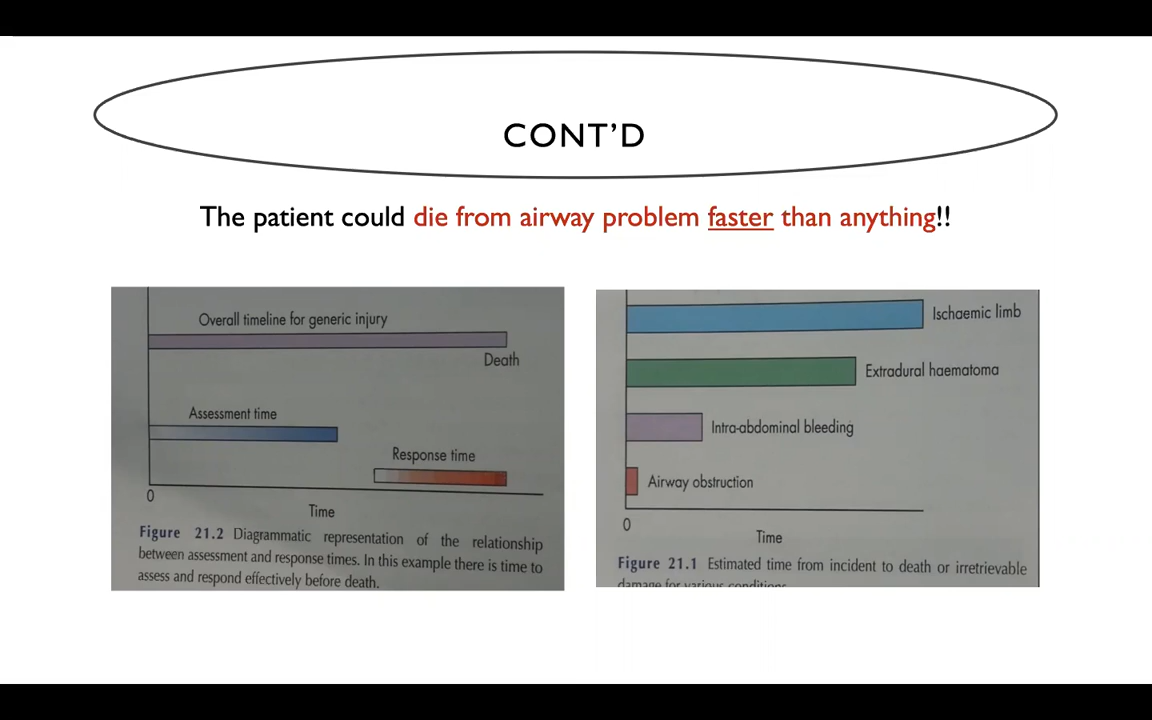 CONT'D
The patient could die from airway problem faster than anything!!
Overall timeline for generic injury
Death
Assessment time
Response time
0
Time
Figure 21.2 Diagrammatic representation of the relationship
between assessment and response times. In this example there is time to
assess and respond effectively before death.
Ischaemic limb
Extradural haematoma
Intra-abdominal bleeding
Airway obstruction
0
Time
Figure 21.1 Estimated time from incident to death or irretrievable
damage for various conditions